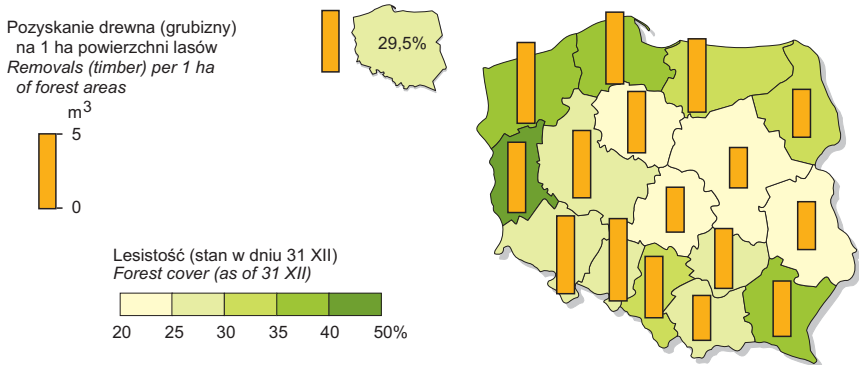 Pozyskanie drewna (grubizny)
na 1 ha powierzchni lasów
Removals (timber) per 1 ha
of forest areas
29,5%
m³
5
0
Lesistość (stan w dniu 31 XII)
Forest cover (as of 31 XII)
20 25 30 35 40 50%